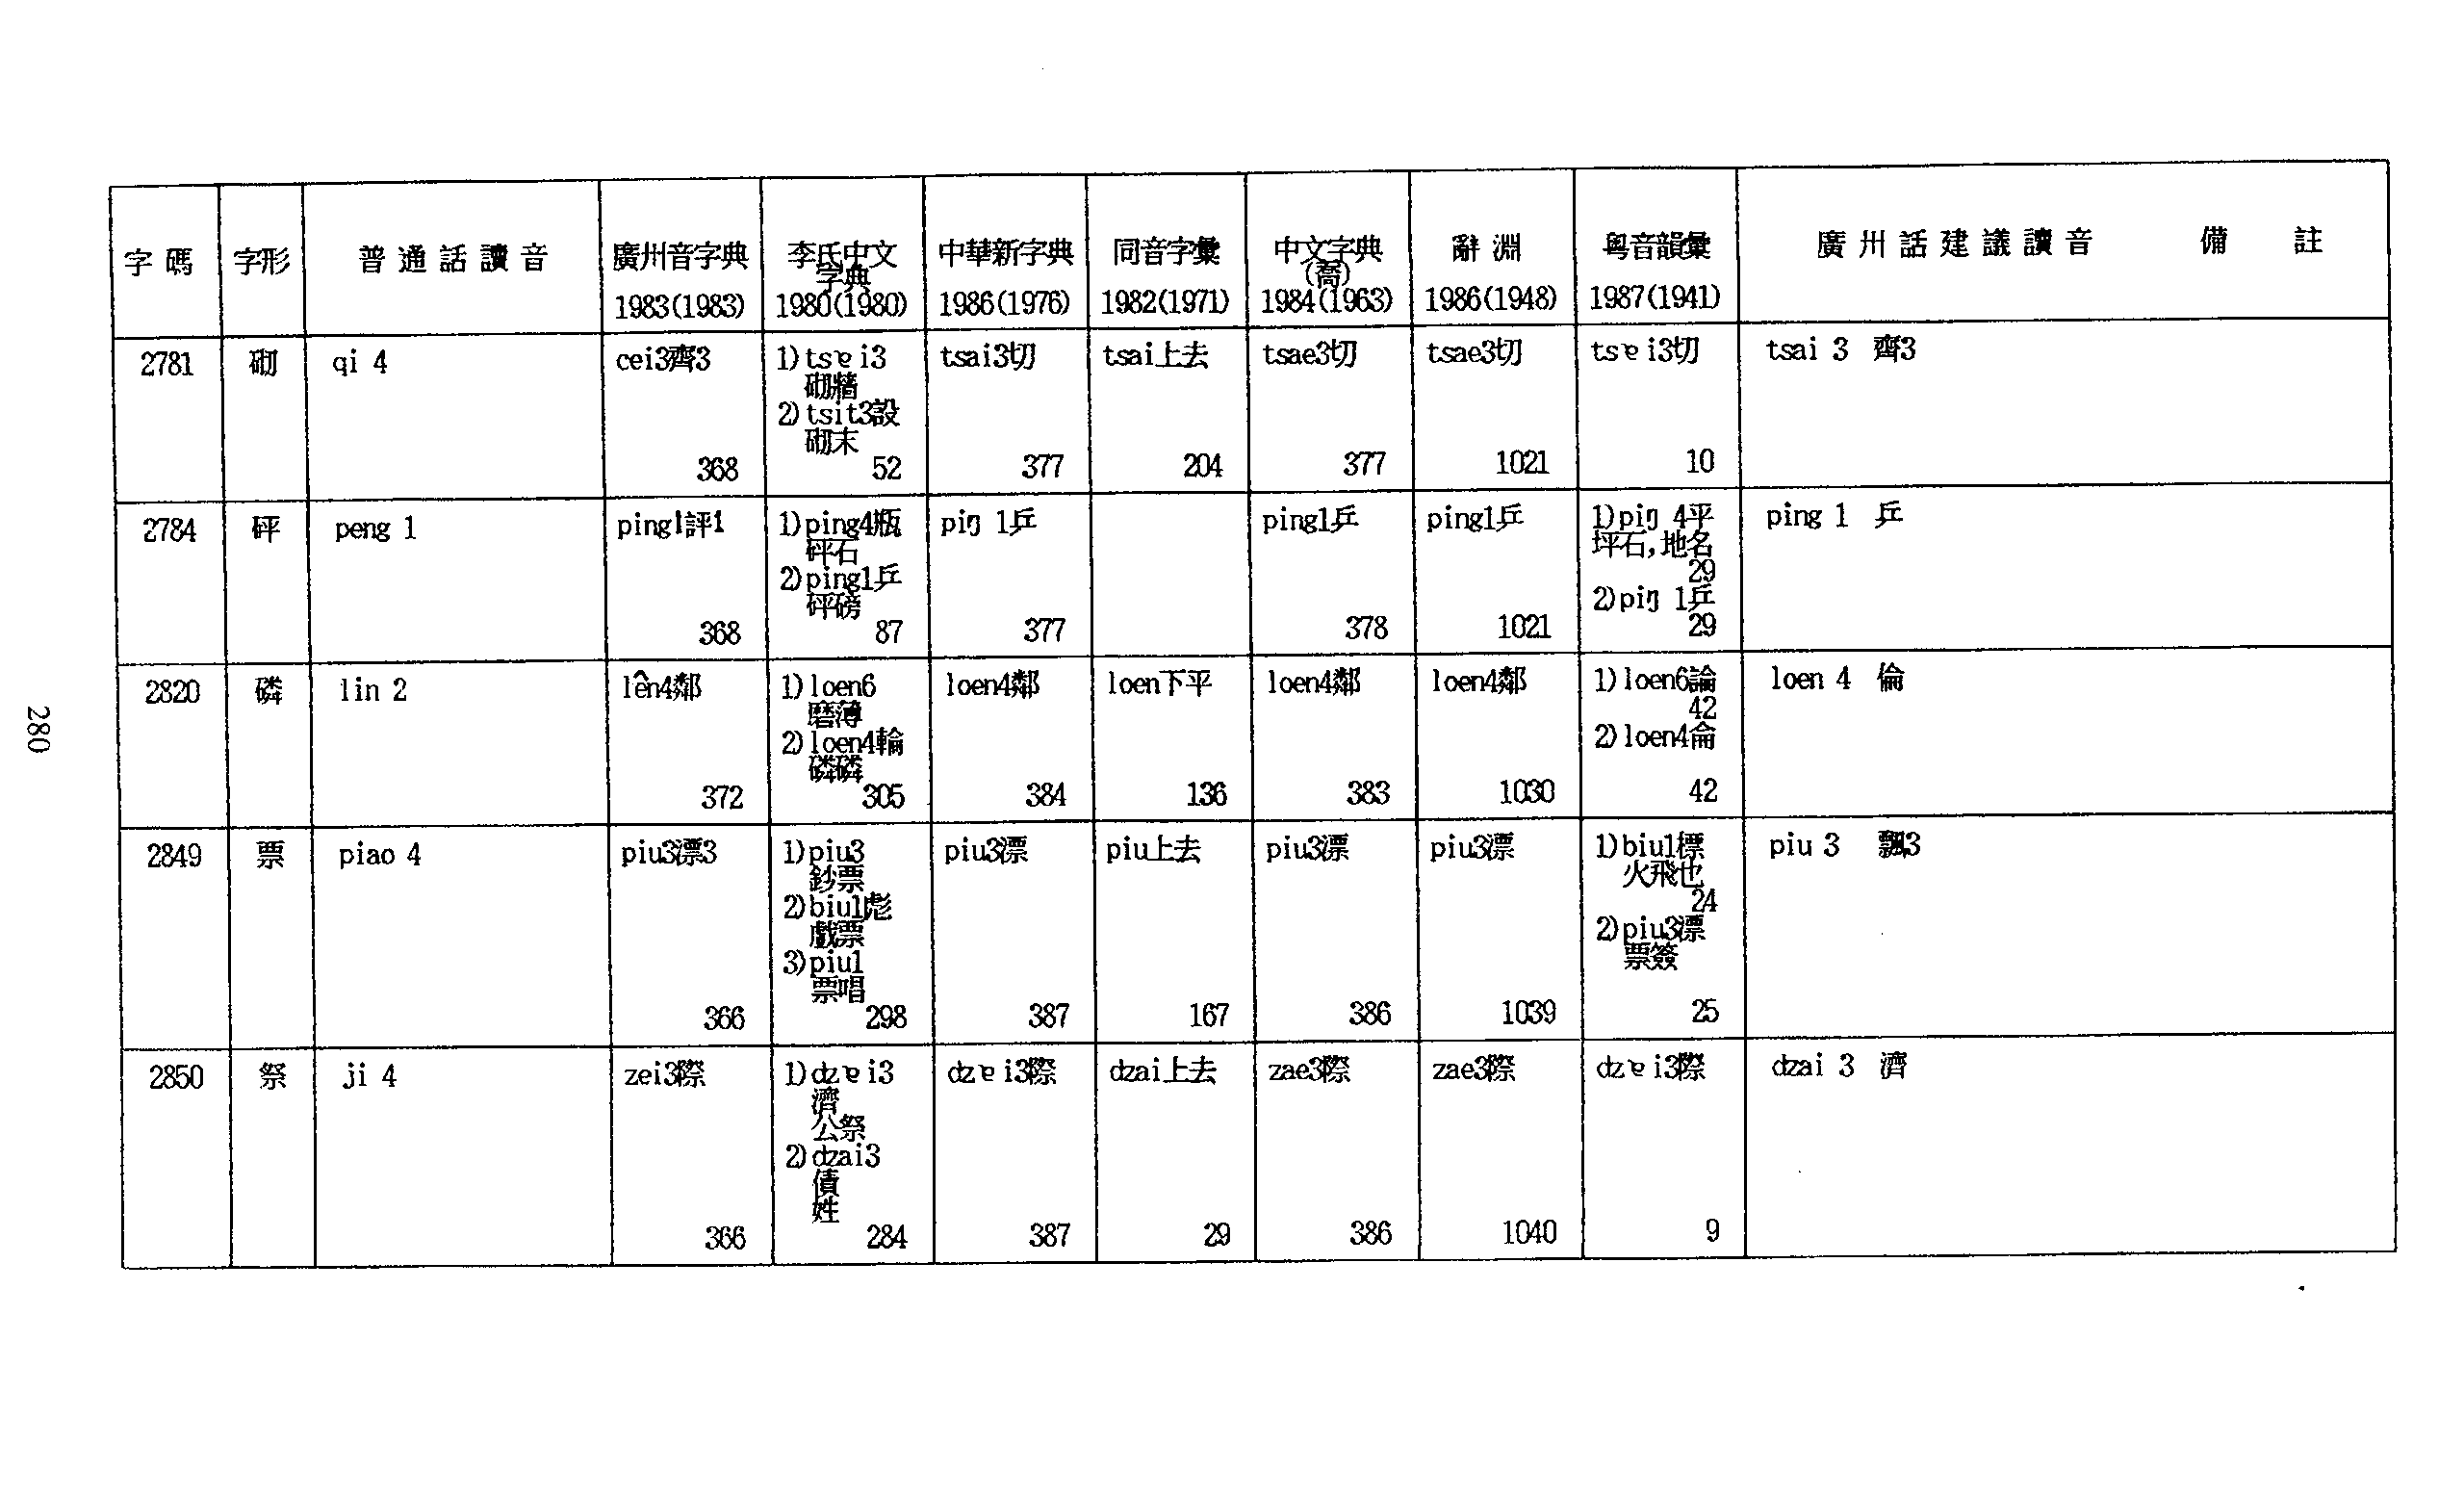 280
字碼 字形 普通話讀音 廣州音字典 1983(1983) 李氏中文字典 1980(1980) 中華新字典 1986(1976) 同音字彙 1982(1971) 中文字典(喬) 1984(1963) 辭淵 1986(1948) 粵音韻彙 1987(1941) 廣州話建議讀音 備註
2781 砌 qi 4
cei3齊3
368
1)tsɐi3
砌牆
2)tsit3設
砌末
52
tsai3切
377
tsai上去
204
tsae3切
377
tsae3切
1021
tsɐi3切
10
tsai 3 齊3
2784 砰 peng 1
ping1評1
368
1)ping4瓶
砰石
2)ping1乒
砰磅
87
piŋ 1乒
377
ping1乒
378
ping1乒
1021
1)piŋ 4平
坪石,地名
29
2)piŋ 1乒
29
ping 1 乒
2820 磷 lin 2
lên4鄰
372
1)loen6
磨薄
2)loen4輪
磷磷
305
loen4鄰
384
loen下平
136
loen4鄰
383
loen4鄰
1030
1)loen6論
42
2)loen4侖
42
loen 4 倫
2849 票 piao 4
piu3漂3
366
1)piu3
鈔票
2)biu1彪
戲票
3)piu1
票唱
298
piu3漂
387
piu上去
167
piu3漂
386
piu3漂
1039
1)biu1標
火飛也
24
2)piu3漂
票簽
25
piu 3 飄3
2850 祭 ji 4
zei3際
366
1)dzɐi3
濟
公祭
2)dzai3
債
姓
284
dzɐi3際
387
dzai上去
29
zae3際
386
zae3際
1040
dzɐi3際
9
dzai 3 濟